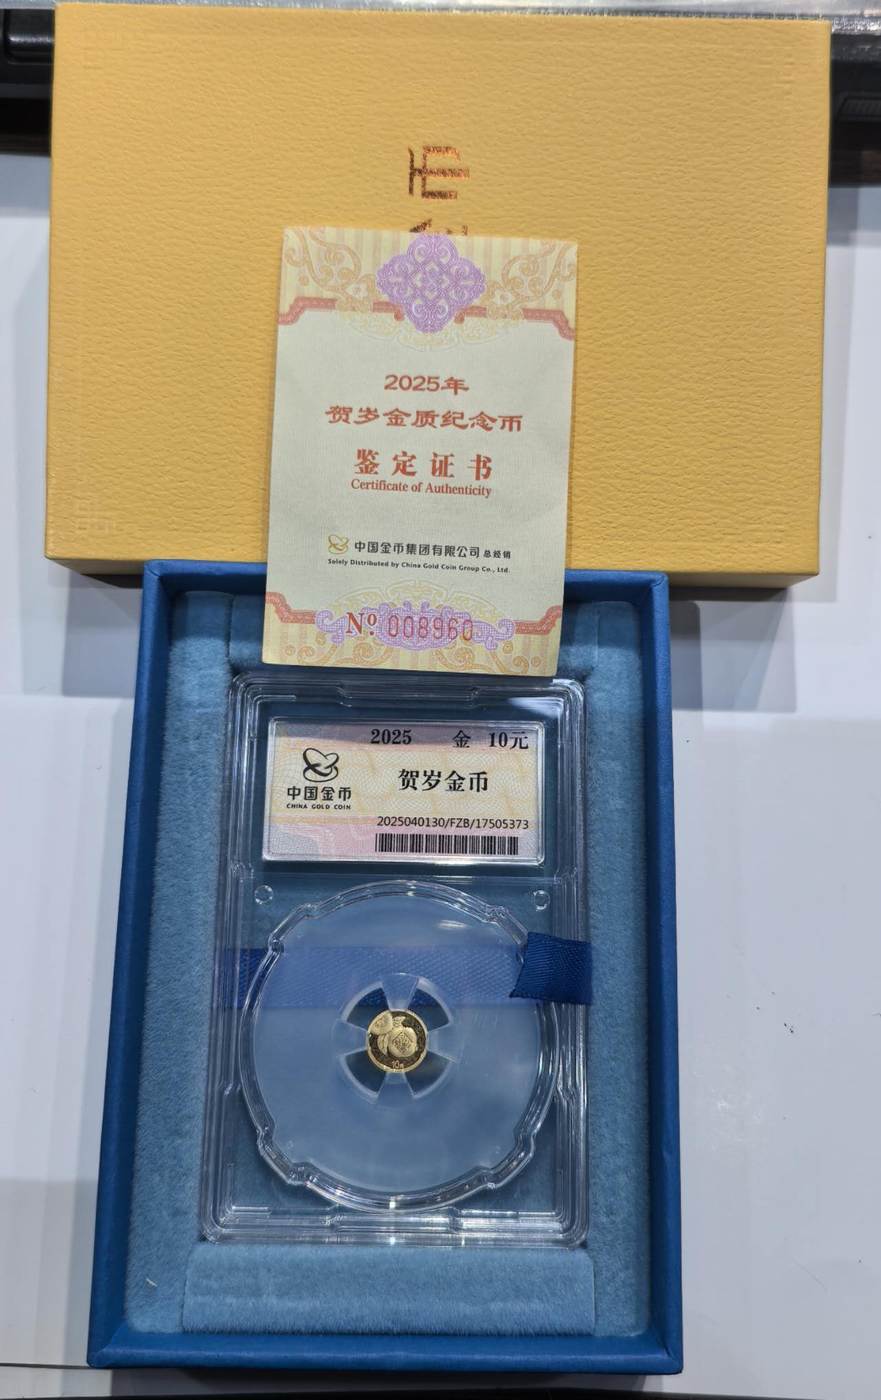 2025年
贺岁金质纪念币
鉴定证书
Certificate of Authenticity
中国金币集团有限公司 总经销
Solely Distributed by China Gold Coin Group Co., Ltd.
Nº 008960
2025 金 10元
中国金币
CHINA GOLD COIN
贺岁金币
2025040130/FZB/17505373
10元